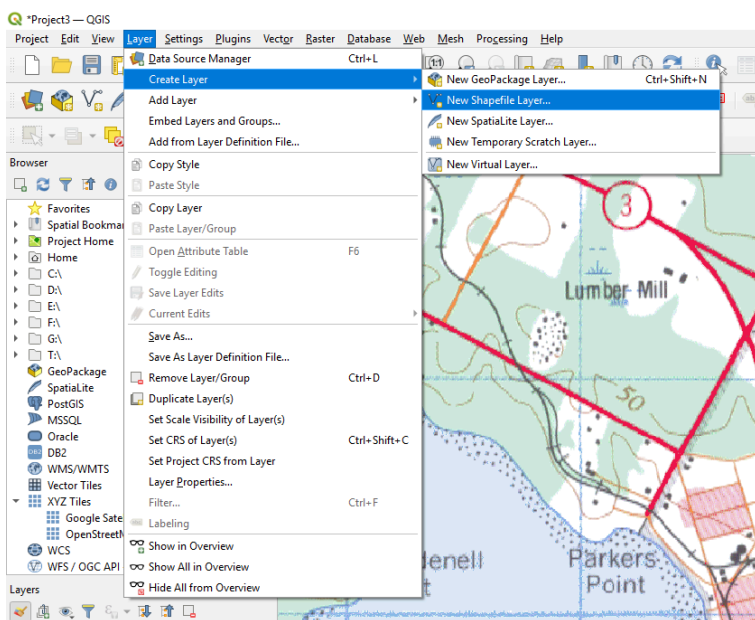 *Project3 — QGIS
Project Edit View Layer Settings Plugins Vector Raster Database Web Mesh Processing Help
Data Source Manager Ctrl+L
Create Layer
Add Layer
Embed Layers and Groups...
Add from Layer Definition File...
Copy Style
Paste Style
Copy Layer
Paste Layer/Group
Open Attribute Table F6
Toggle Editing
Save Layer Edits
Current Edits
Save As...
Save As Layer Definition File...
Remove Layer/Group Ctrl+D
Duplicate Layer(s)
Set Scale Visibility of Layer(s)
Set CRS of Layer(s) Ctrl+Shift+C
Set Project CRS from Layer
Layer Properties...
Filter... Ctrl+F
Labeling
Show in Overview
Show All in Overview
Hide All from Overview
New GeoPackage Layer... Ctrl+Shift+N
New Shapefile Layer...
New SpatiaLite Layer...
New Temporary Scratch Layer...
New Virtual Layer...
Browser
Favorites
Spatial Bookmar
Project Home
Home
C:\
D:\
E:\
F:\
G:\
T:\
GeoPackage
SpatiaLite
PostGIS
MSSQL
Oracle
DB2 DB2
WMS/WMTS
Vector Tiles
XYZ Tiles
Google Sate
OpenStreetM
WCS
WFS / OGC API
Layers
3
Lumber Mill
50
denell
t
Parkers
Point